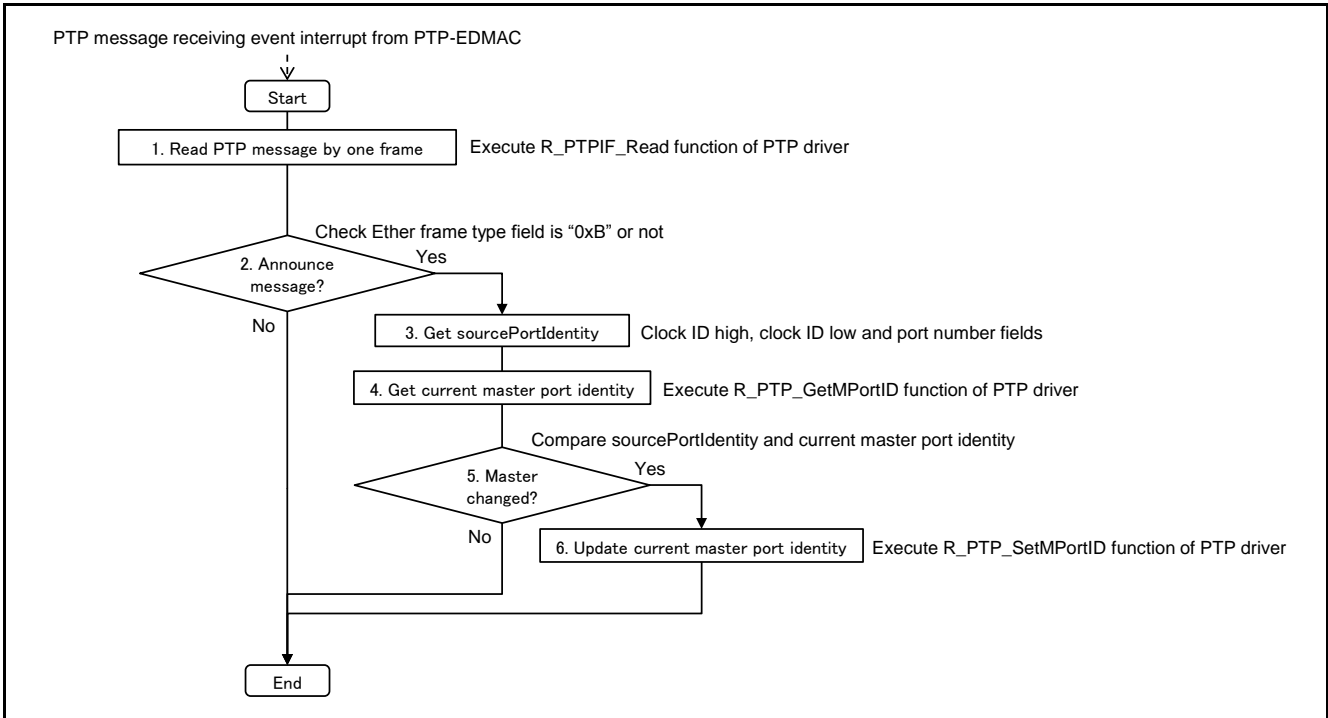 PTP message receiving event interrupt from PTP-EDMAC
Start
1. Read PTP message by one frame
Execute R_PTPIF_Read function of PTP driver
Check Ether frame type field is “0xB” or not
2. Announce
message?
Yes
No
3. Get sourcePortIdentity
Clock ID high, clock ID low and port number fields
4. Get current master port identity
Execute R_PTP_GetMPortID function of PTP driver
Compare sourcePortIdentity and current master port identity
5. Master
changed?
Yes
No
6. Update current master port identity
Execute R_PTP_SetMPortID function of PTP driver
End